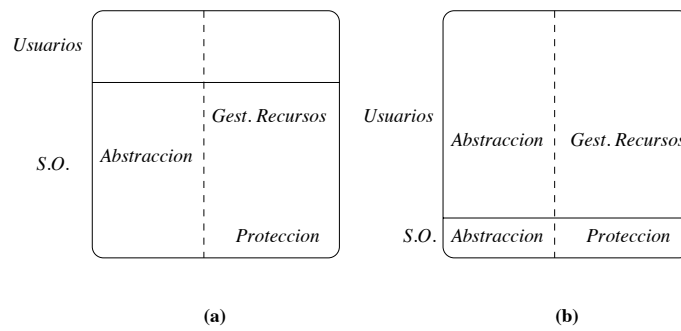 Usuarios
Gest. Recursos
Abstraccion
S.O.
Proteccion
(a)
Usuarios
Abstraccion
Gest. Recursos
S.O.
Abstraccion
Proteccion
(b)